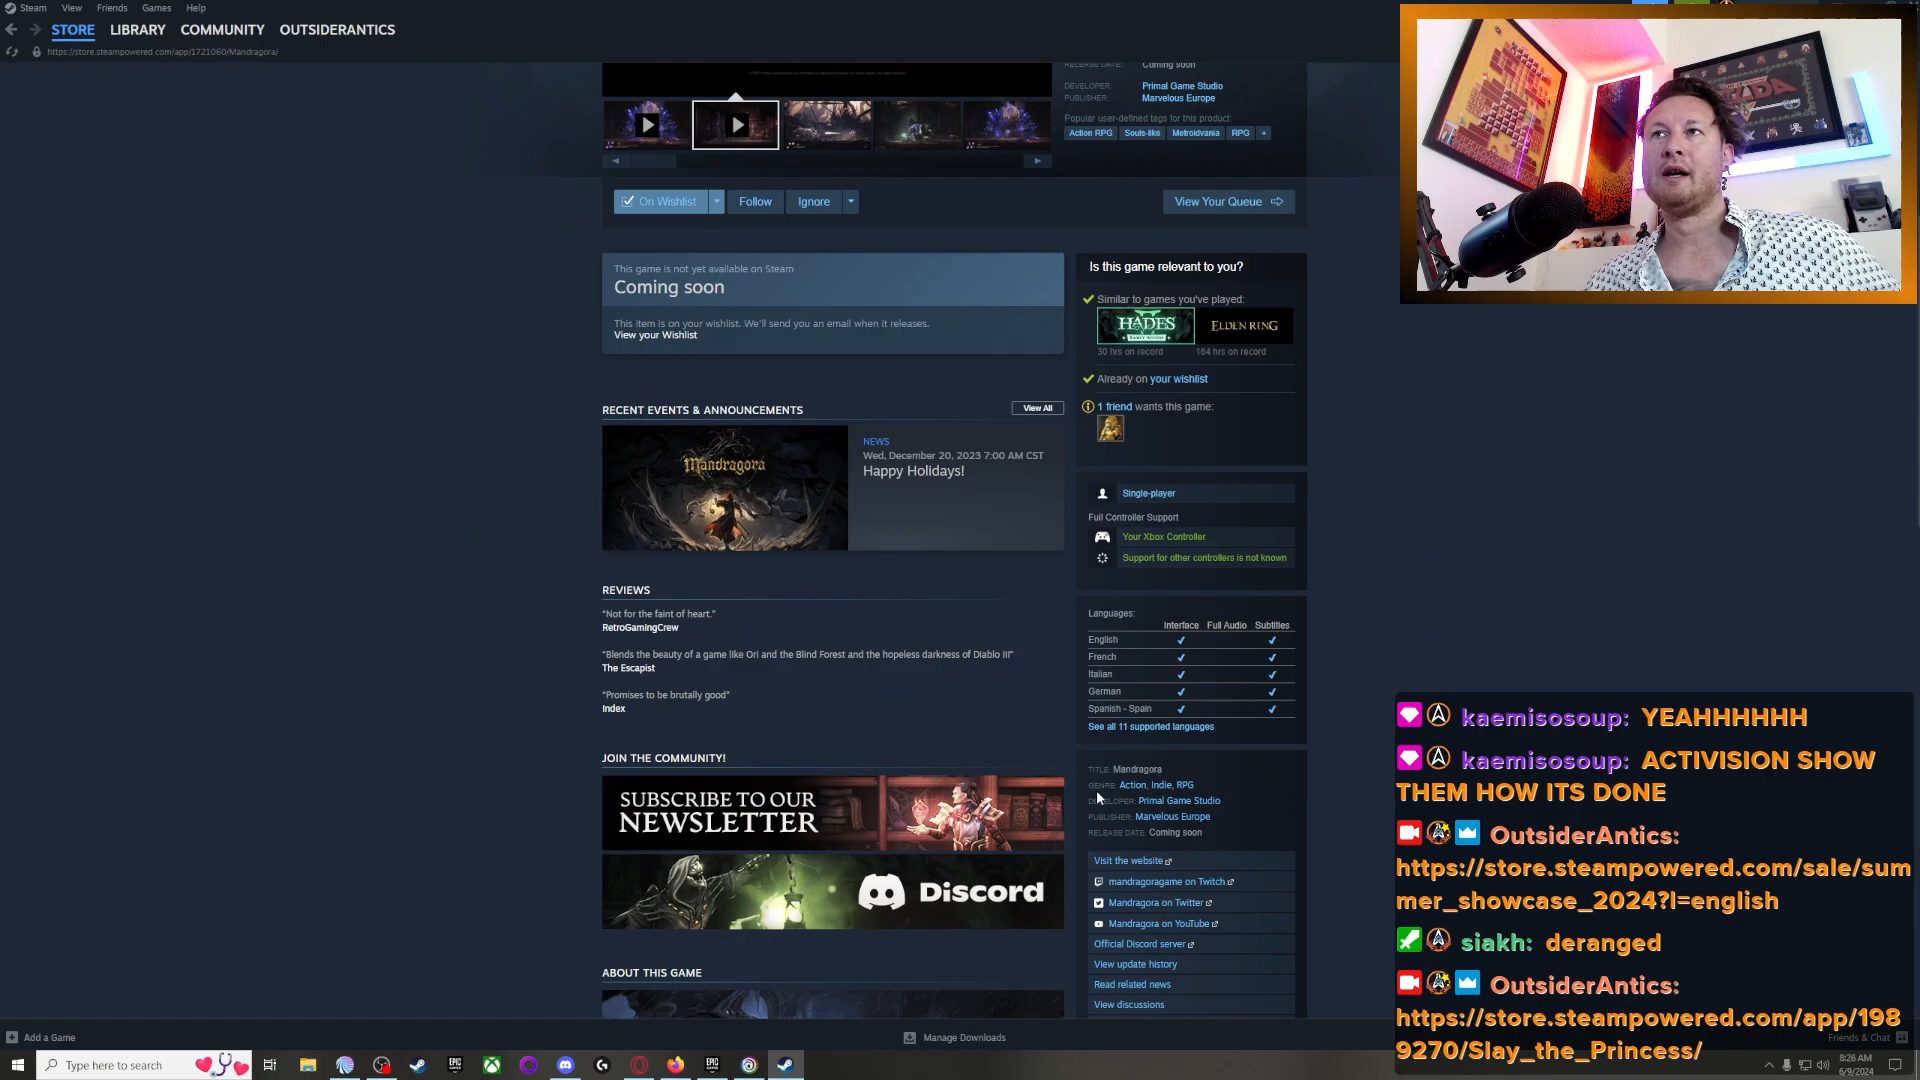 Steam View Friends Games Help
STORE LIBRARY COMMUNITY OUTSIDERANTICS
https://store.steampowered.com/app/1721060/Mandragora/
RELEASE DATE: Coming soon
DEVELOPER: Primal Game Studio
PUBLISHER: Marvelous Europe
Popular user-defined tags for this product:
Action RPG Souls-like Metroidvania RPG +
On Wishlist Follow Ignore View Your Queue
This game is not yet available on Steam
Coming soon
This item is on your wishlist. We'll send you an email when it releases.
View your Wishlist
Is this game relevant to you?
Similar to games you've played:
HADES II
EARLY ACCESS
ELDEN RING
30 hrs on record 164 hrs on record
Already on your wishlist
1 friend wants this game:
RECENT EVENTS & ANNOUNCEMENTS View All
Mandragora
NEWS
Wed, December 20, 2023 7:00 AM CST
Happy Holidays!
Single-player
Full Controller Support
Your Xbox Controller
Support for other controllers is not known
REVIEWS
“Not for the faint of heart.”
RetroGamingCrew
“Blends the beauty of a game like Ori and the Blind Forest and the hopeless darkness of Diablo III”
The Escapist
“Promises to be brutally good”
Index
Languages:
Interface Full Audio Subtitles
English
French
Italian
German
Spanish - Spain
See all 11 supported languages
JOIN THE COMMUNITY!
SUBSCRIBE TO OUR
NEWSLETTER
Discord
TITLE: Mandragora
GENRE: Action, Indie, RPG
DEVELOPER: Primal Game Studio
PUBLISHER: Marvelous Europe
RELEASE DATE: Coming soon
Visit the website
mandragoragame on Twitch
Mandragora on Twitter
Mandragora on YouTube
Official Discord server
View update history
Read related news
View discussions
ABOUT THIS GAME
kaemisosoup: YEAHHHHHH
kaemisosoup: ACTIVISION SHOW
THEM HOW ITS DONE
OutsiderAntics:
https://store.steampowered.com/sale/sum
mer_showcase_2024?l=english
siakh: deranged
OutsiderAntics:
https://store.steampowered.com/app/198
9270/Slay_the_Princess/
Add a Game Manage Downloads Friends & Chat
Type here to search
EPIC
EPIC
8:26 AM
6/9/2024